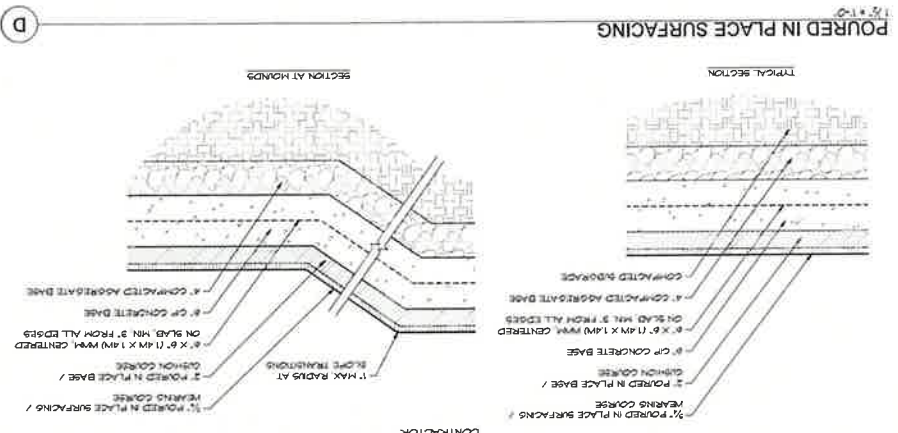 CONTRACTOR
¾" POURED IN PLACE SURFACING /
WEARING COURSE
2" POURED IN PLACE BASE /
CUSHION COURSE
6" CIP CONCRETE BASE
6" X 6" (1.4W X 1.4W) WWM, CENTERED
ON SLAB, MIN. 3" FROM ALL EDGES
4" COMPACTED AGGREGATE BASE
COMPACTED SUBGRADE
TYPICAL SECTION
¾" POURED IN PLACE SURFACING /
WEARING COURSE
2" POURED IN PLACE BASE /
CUSHION COURSE
1" MAX. RADIUS AT
SLOPE TRANSITIONS
6" X 6" (1.4W X 1.4W) WWM, CENTERED
ON SLAB, MIN. 3" FROM ALL EDGES
6" CIP CONCRETE BASE
4" COMPACTED AGGREGATE BASE
SECTION AT MOUNDS
POURED IN PLACE SURFACING
1 ½" = 1'-0"
D